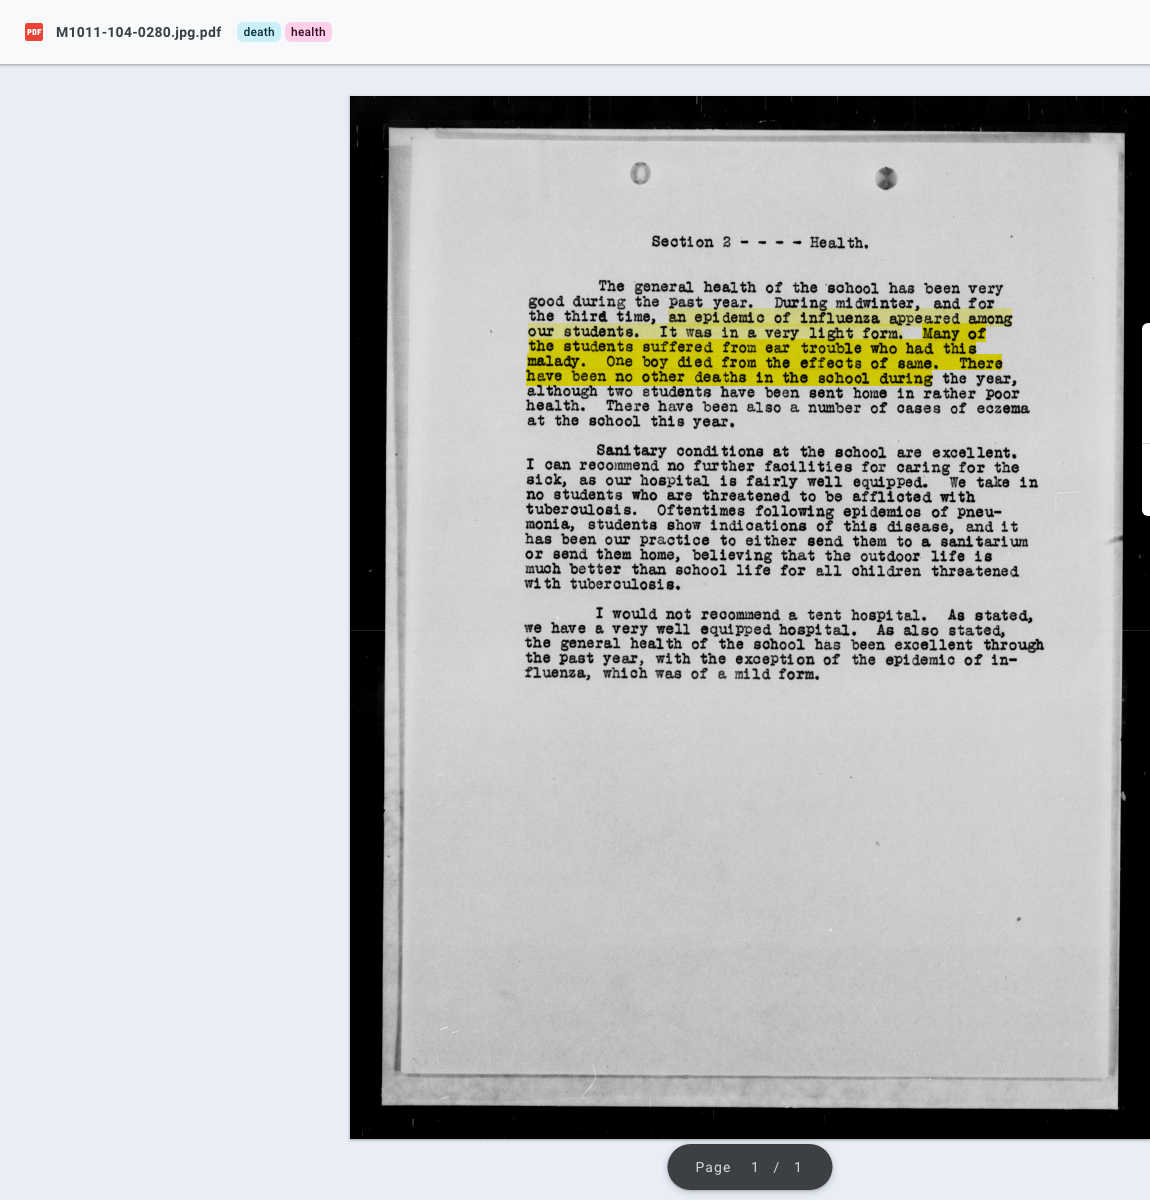 PDF M1011-104-0280.jpg.pdf death health
Section 2 - - - - Health.
The general health of the school has been very
good during the past year. During midwinter, and for
the third time, an epidemic of influenza appeared among
our students. It was in a very light form. Many of
the students suffered from ear trouble who had this
malady. One boy died from the effects of same. There
have been no other deaths in the school during the year,
although two students have been sent home in rather poor
health. There have been also a number of cases of eczema
at the school this year.
Sanitary conditions at the school are excellent.
I can recommend no further facilities for caring for the
sick, as our hospital is fairly well equipped. We take in
no students who are threatened to be afflicted with
tuberculosis. Oftentimes following epidemics of pneu-
monia, students show indications of this disease, and it
has been our practice to either send them to a sanitarium
or send them home, believing that the outdoor life is
much better than school life for all children threatened
with tuberculosis.
I would not recommend a tent hospital. As stated,
we have a very well equipped hospital. As also stated,
the general health of the school has been excellent through
the past year, with the exception of the epidemic of in-
fluenza, which was of a mild form.
Page 1 / 1